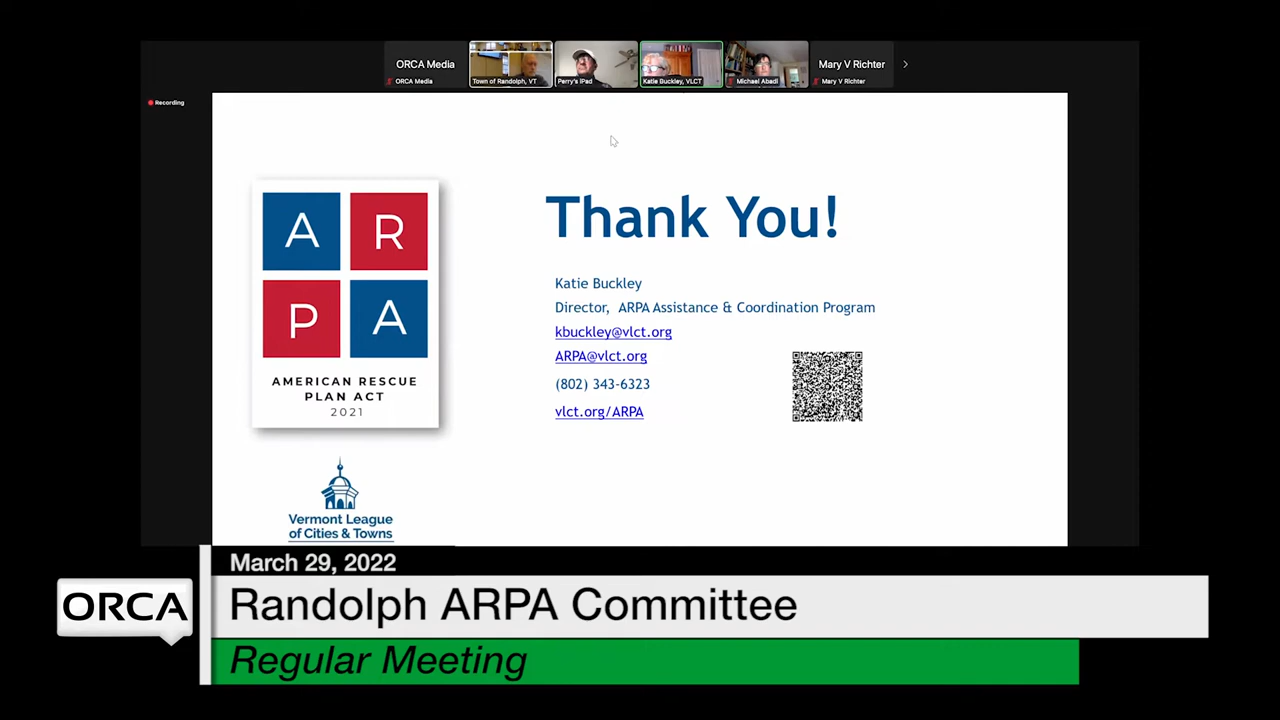 ORCA Media
Mary V Richter
ORCA Media
Town of Randolph, VT
Perry's iPad
Katie Buckley, VLCT
Michael Abadi
Mary V Richter
Recording
A R
P A
AMERICAN RESCUE
PLAN ACT
2021
Vermont League
of Cities & Towns
Thank You!
Katie Buckley
Director, ARPA Assistance & Coordination Program
kbuckley@vlct.org
ARPA@vlct.org
(802) 343-6323
vlct.org/ARPA
March 29, 2022
ORCA
Randolph ARPA Committee
Regular Meeting